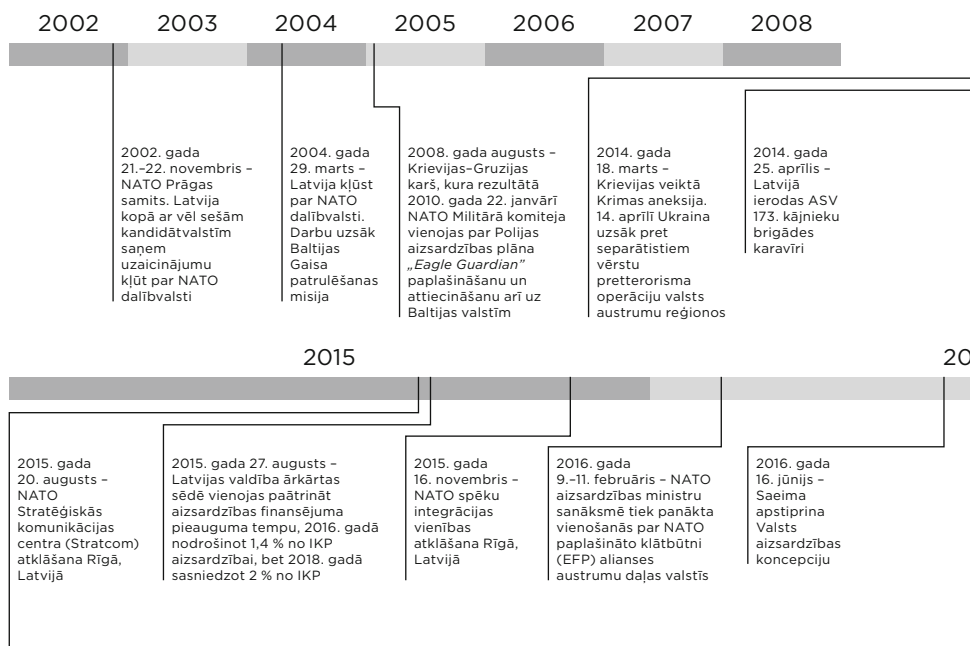 2002 2003 2004 2005 2006 2007 2008
2002. gada
21.–22. novembris –
NATO Prāgas
samits. Latvija
kopā ar vēl sešām
kandidātvalstīm
saņem
uzaicinājumu
kļūt par NATO
dalībvalsti
2004. gada
29. marts –
Latvija kļūst
par NATO
dalībvalsti.
Darbu uzsāk
Baltijas
Gaisa
patrulēšanas
misija
2008. gada augusts –
Krievijas–Gruzijas
karš, kura rezultātā
2010. gada 22. janvārī
NATO Militārā komiteja
vienojas par Polijas
aizsardzības plāna
„Eagle Guardian”
paplašināšanu un
attiecināšanu arī uz
Baltijas valstīm
2014. gada
18. marts –
Krievijas veiktā
Krimas aneksija.
14. aprīlī Ukraina
uzsāk pret
separātistiem
vērstu
pretterorisma
operāciju valsts
austrumu reģionos
2014. gada
25. aprīlis –
Latvijā
ierodas ASV
173. kājnieku
brigādes
karavīri
2015 20
2015. gada
20. augusts –
NATO
Stratēģiskās
komunikācijas
centra (Stratcom)
atklāšana Rīgā,
Latvijā
2015. gada 27. augusts –
Latvijas valdība ārkārtas
sēdē vienojas paātrināt
aizsardzības finansējuma
pieauguma tempu, 2016. gadā
nodrošinot 1,4 % no IKP
aizsardzībai, bet 2018. gadā
sasniedzot 2 % no IKP
2015. gada
16. novembris –
NATO spēku
integrācijas
vienības
atklāšana Rīgā,
Latvijā
2016. gada
9.–11. februāris – NATO
aizsardzības ministru
sanāksmē tiek panākta
vienošanās par NATO
paplašināto klātbūtni
(EFP) alianses
austrumu daļas valstīs
2016. gada
16. jūnijs –
Saeima
apstiprina
Valsts
aizsardzības
koncepciju